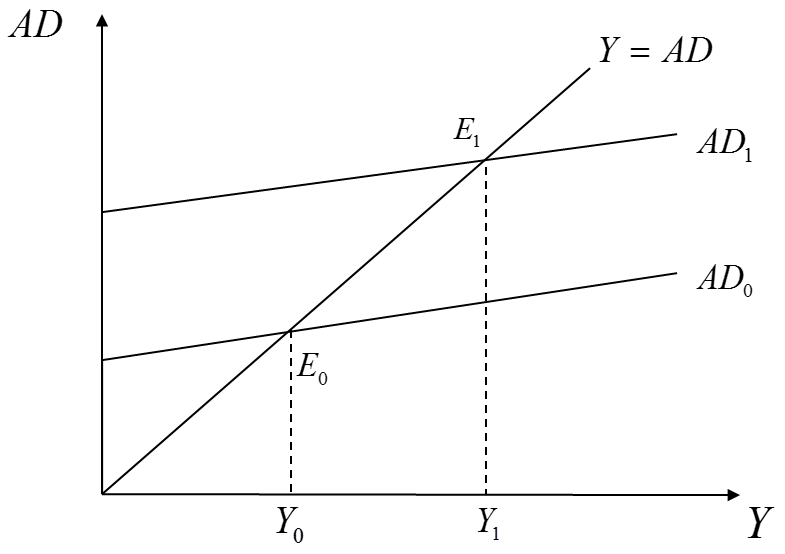 AD
Y = AD
E₁
AD₁
AD₀
E₀
Y₀
Y₁
Y